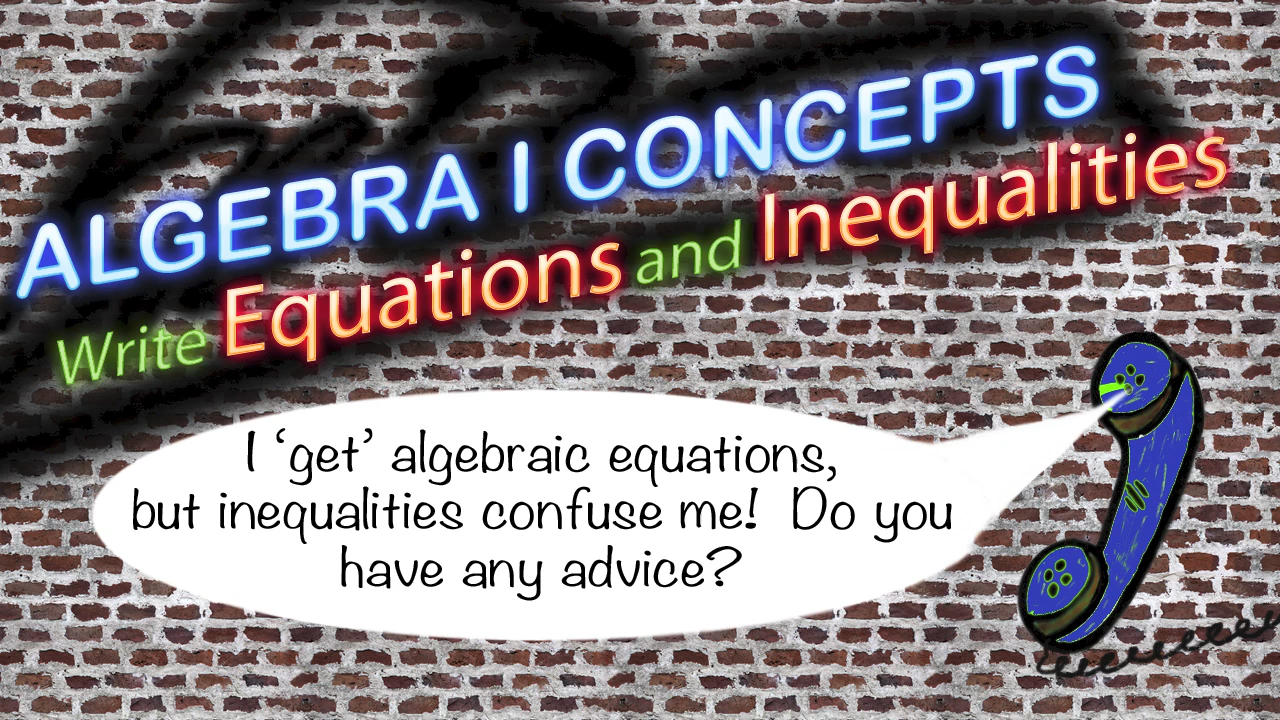 ALGEBRA I CONCEPTS
Write Equations and Inequalities
I ‘get’ algebraic equations,
but inequalities confuse me! Do you
have any advice?